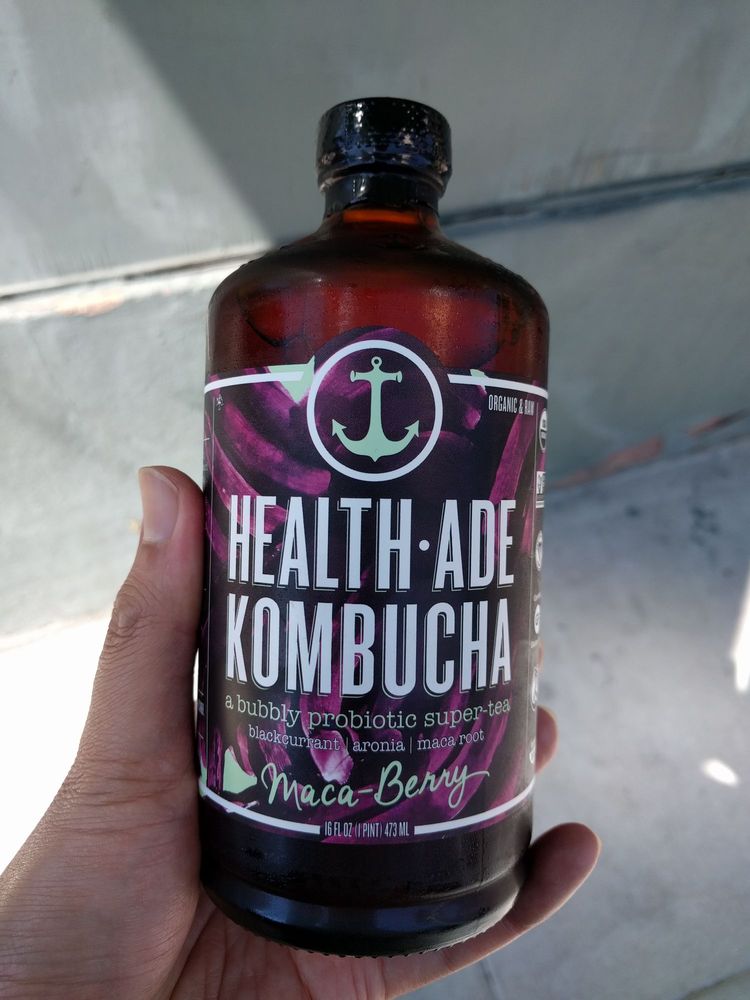 ORGANIC & RAW
HEALTH·ADE
KOMBUCHA
a bubbly probiotic super-tea
blackcurrant | aronia | maca root
Maca-Berry
16 FL OZ (1 PINT) 473 ML